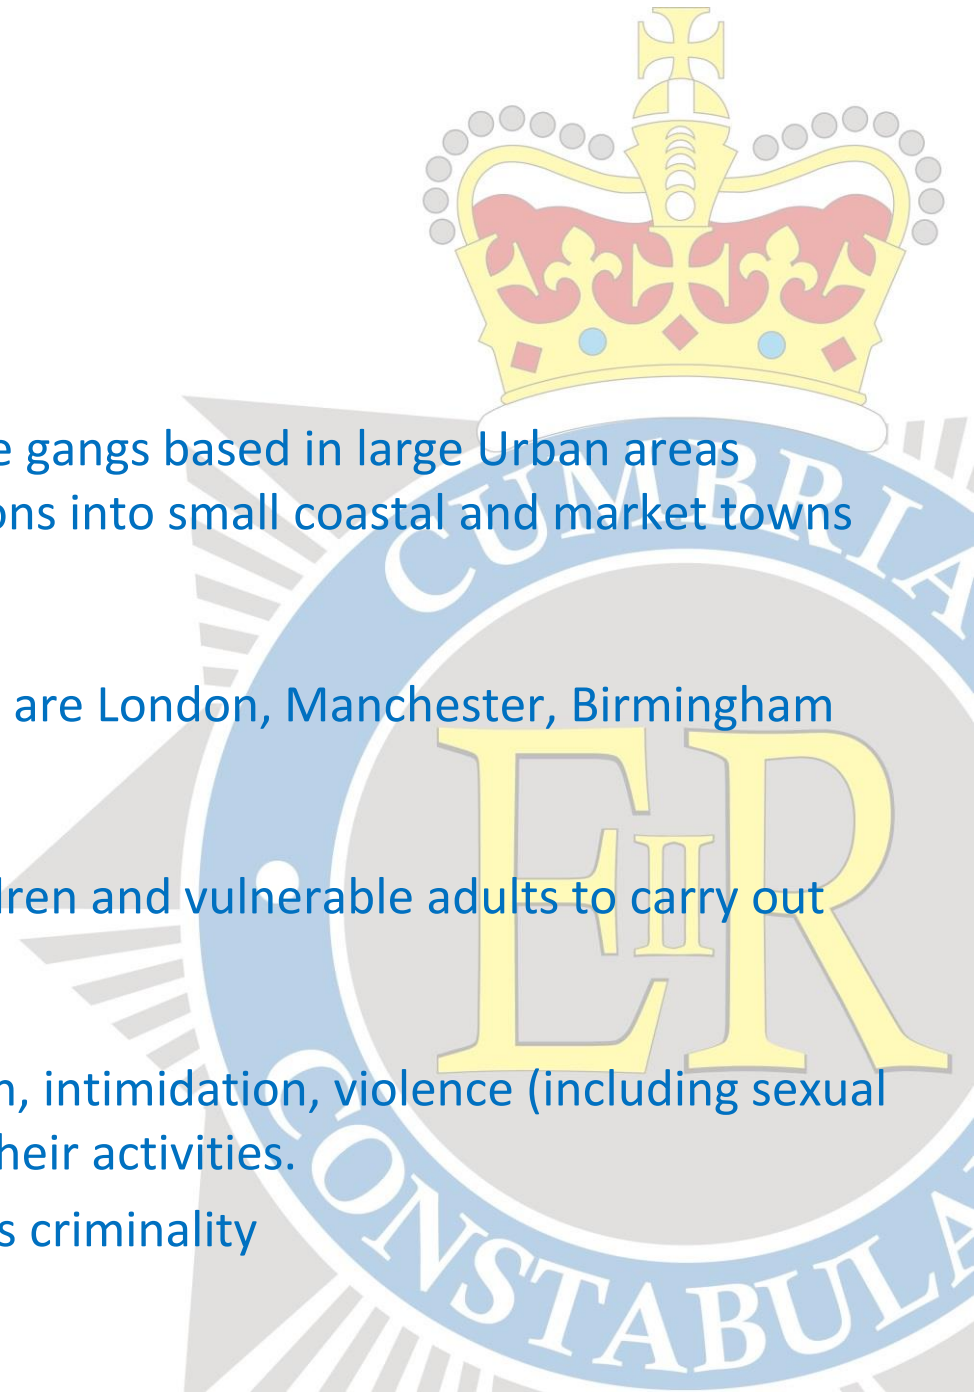 e gangs based in large Urban areas
ons into small coastal and market towns
are London, Manchester, Birmingham
dren and vulnerable adults to carry out
n, intimidation, violence (including sexual
heir activities.
s criminality
CUMBRIA
EIIR
CONSTABULA